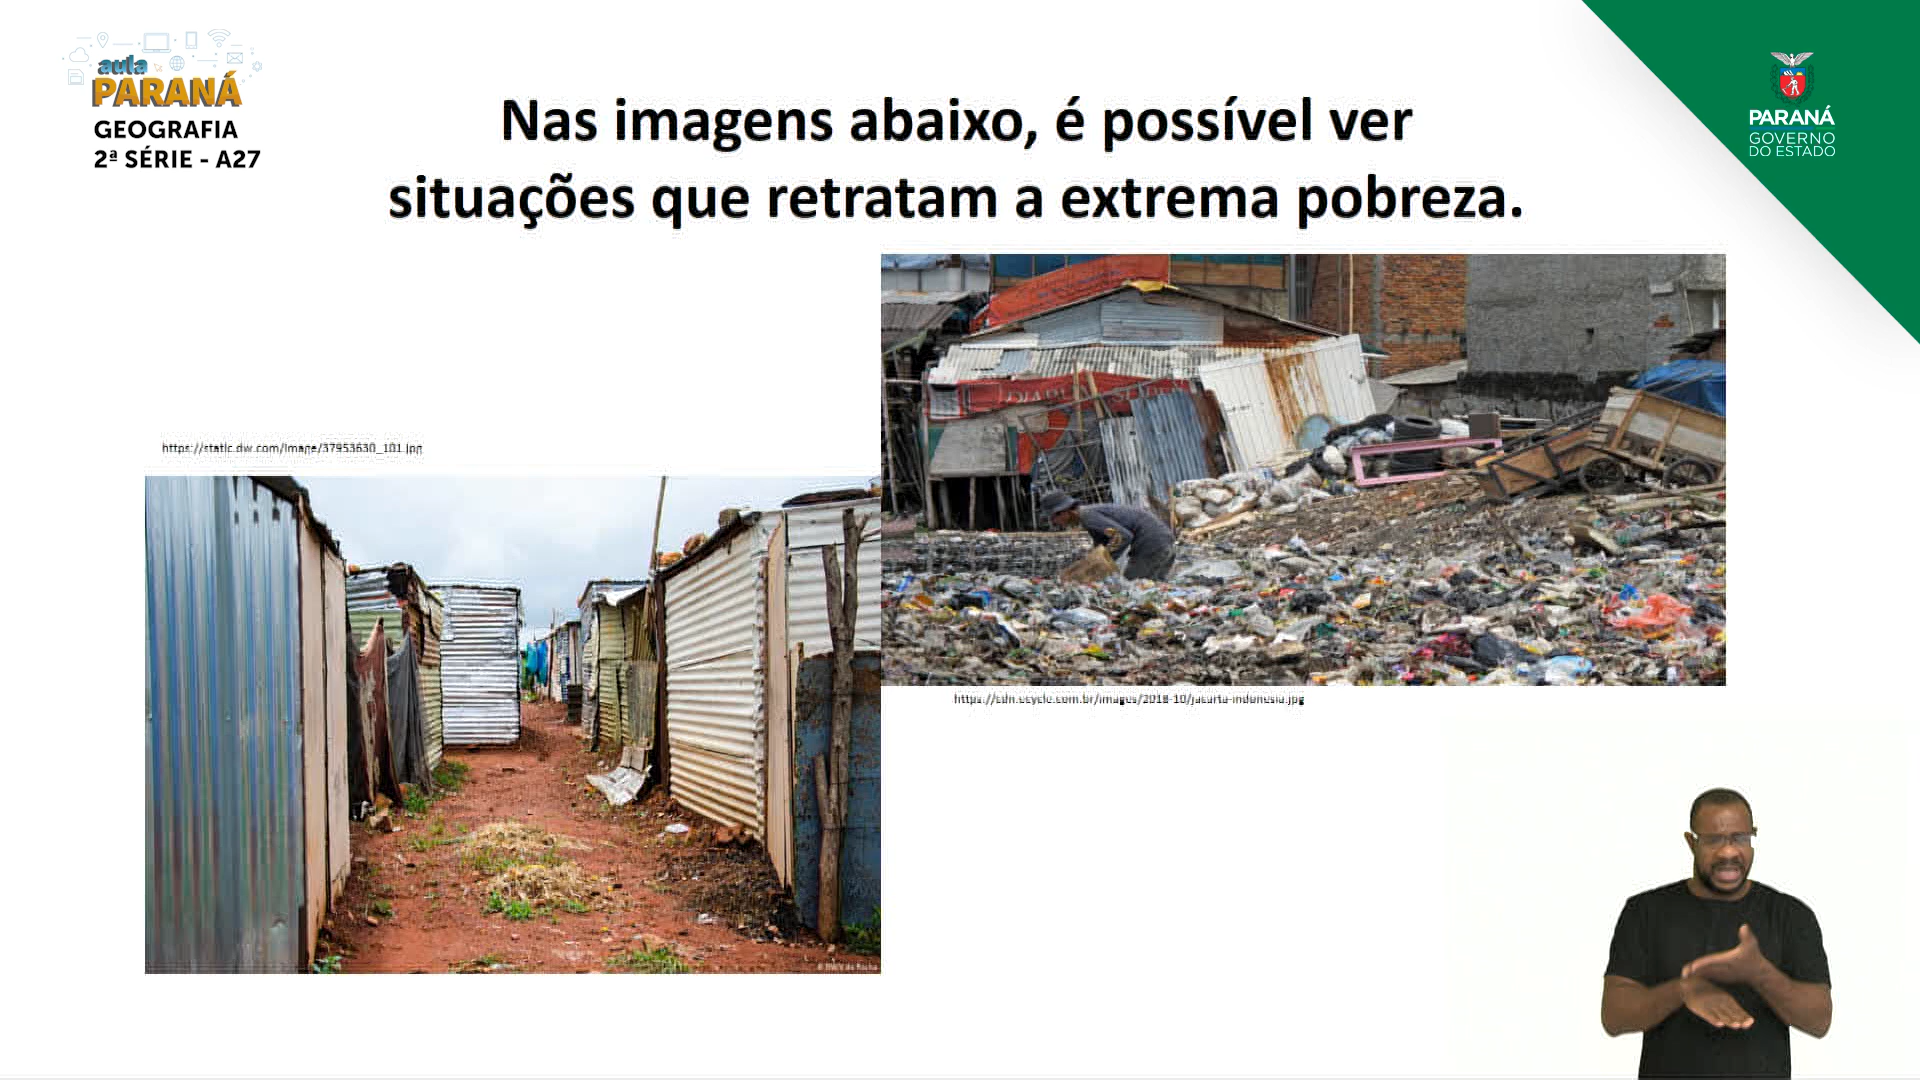 aula
PARANÁ
GEOGRAFIA
2ª SÉRIE - A27
PARANÁ
GOVERNO
DO ESTADO
Nas imagens abaixo, é possível ver
situações que retratam a extrema pobreza.
https://static.dw.com/image/37953630_101.jpg
https://cdn.ecycle.com.br/images/2018-10/jacarta-indonesia.jpg